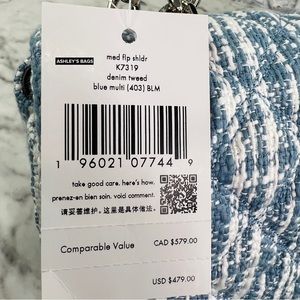 ASHLEY'S BAGS
med flp shldr
K7319
denim tweed
blue multi (403) BLM
1 96021 07744 9
take good care. here's how.
prenez-en bien soin. void comment.
请妥善维护。这里是具体做法。
Comparable Value CAD $579.00
USD $479.00